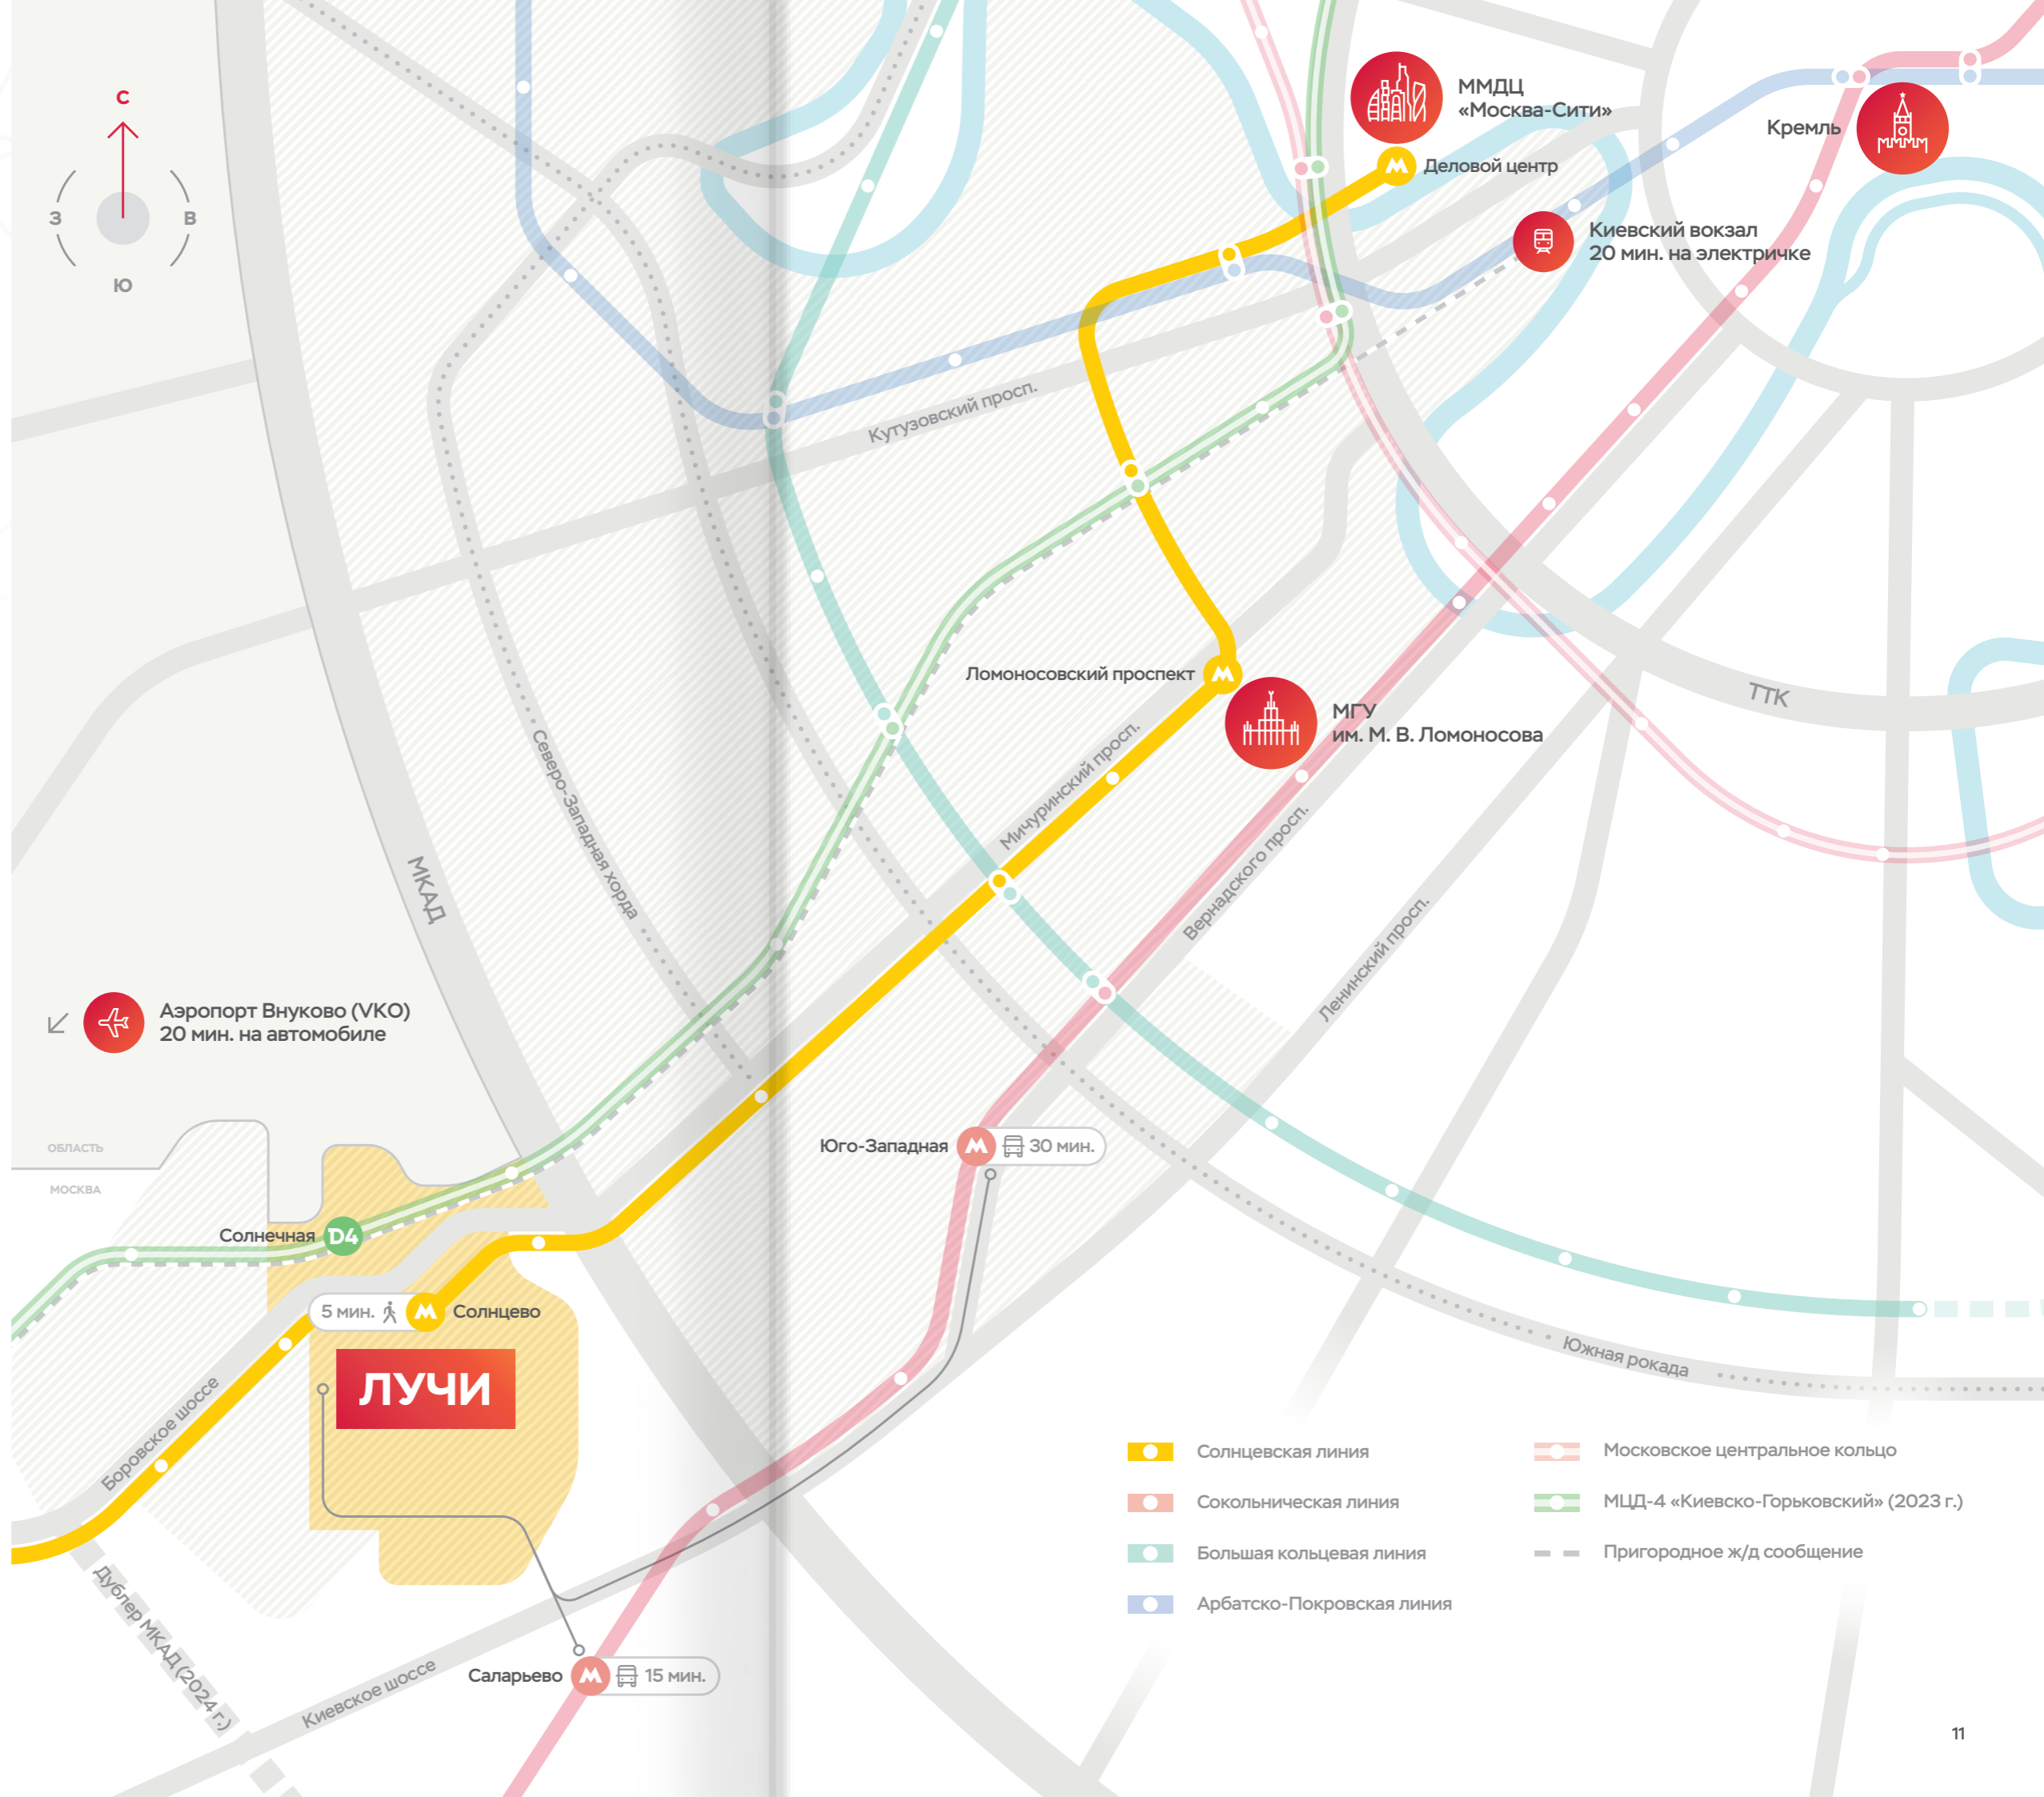 С
З
В
Ю
ММДЦ
«Москва-Сити»
Деловой центр
Кремль
Киевский вокзал
20 мин. на электричке
Кутузовский просп.
Ломоносовский проспект
МГУ
им. М. В. Ломоносова
ТТК
Северо-Западная хорда
Мичуринский просп.
Вернадского просп.
Ленинский просп.
МКАД
Аэропорт Внуково (VKO)
20 мин. на автомобиле
ОБЛАСТЬ
МОСКВА
Юго-Западная
М
30 мин.
Солнечная
D4
5 мин.
М
Солнцево
ЛУЧИ
Боровское шоссе
Южная рокада
Дублер МКАД (2024 г.)
Киевское шоссе
Саларьево
М
15 мин.
Солнцевская линия
Сокольническая линия
Большая кольцевая линия
Арбатско-Покровская линия
Московское центральное кольцо
МЦД-4 «Киевско-Горьковский» (2023 г.)
Пригородное ж/д сообщение
11